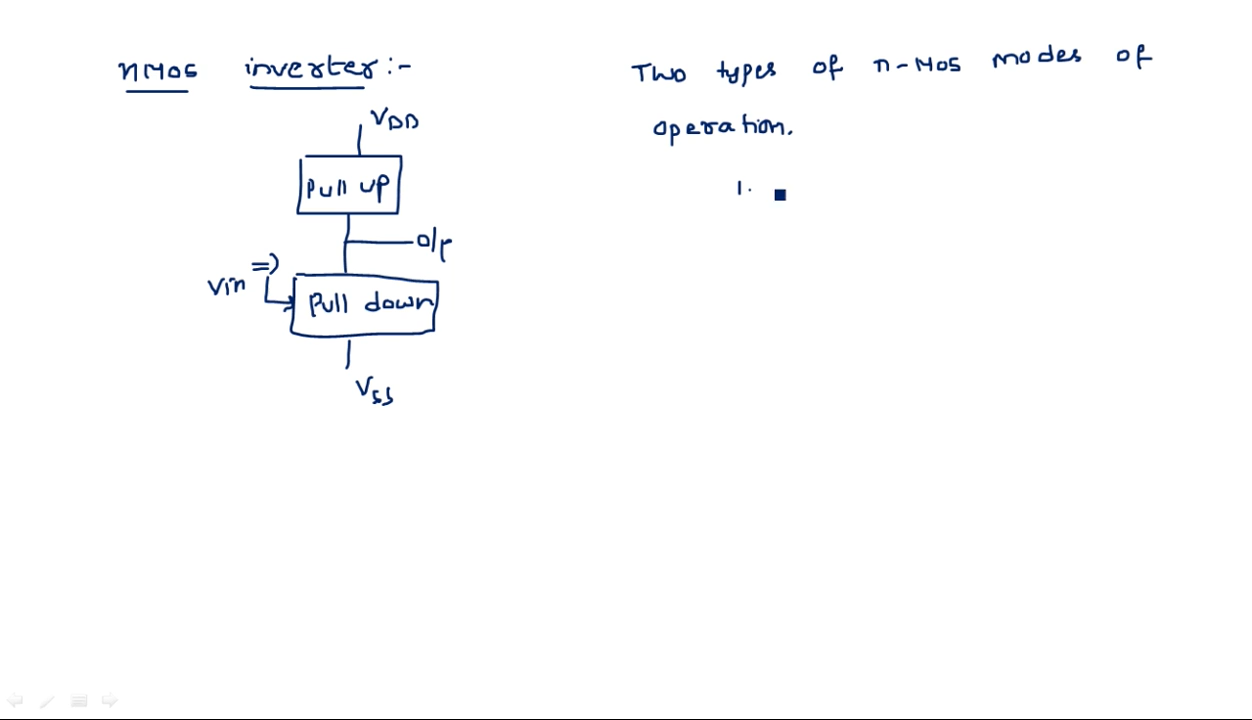 nMos inverter:-
VDD
Pull up
o/p
Vin =>
Pull down
VSS
Two types of n-Mos modes of
operation.
1.